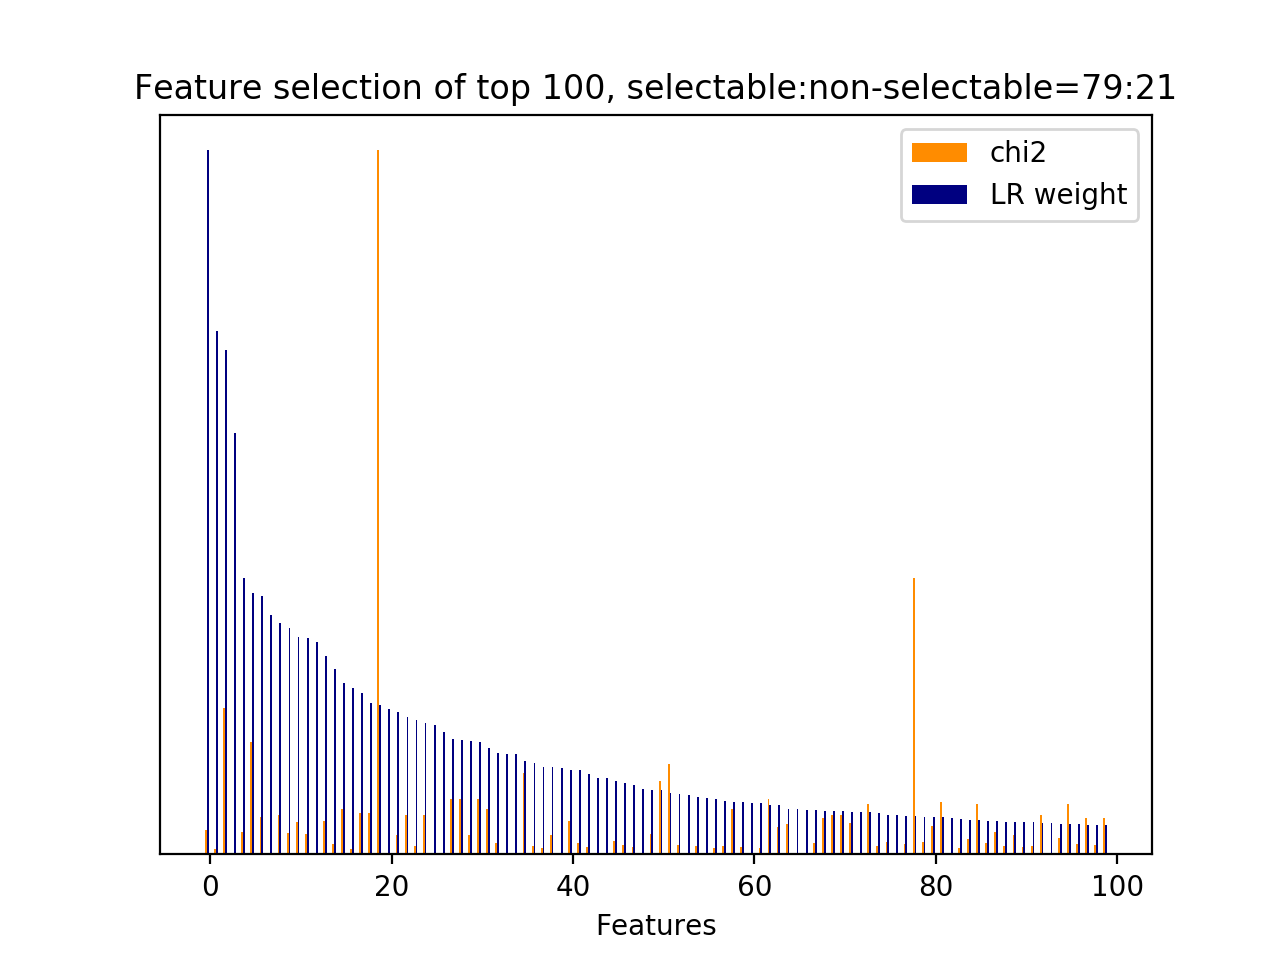 Feature selection of top 100, selectable:non-selectable=79:21
chi2
LR weight
0 20 40 60 80 100
Features